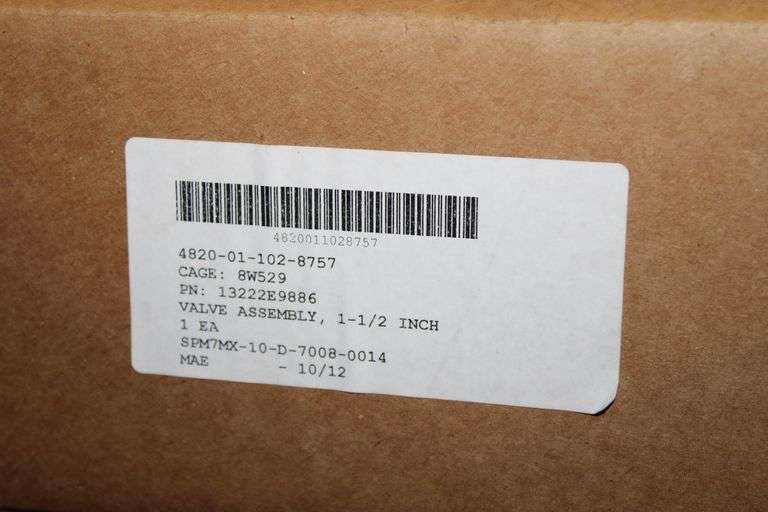 4820011028757
4820-01-102-8757
CAGE: 8W529
PN: 13222E9886
VALVE ASSEMBLY, 1-1/2 INCH
1 EA
SPM7MX-10-D-7008-0014
MAE - 10/12